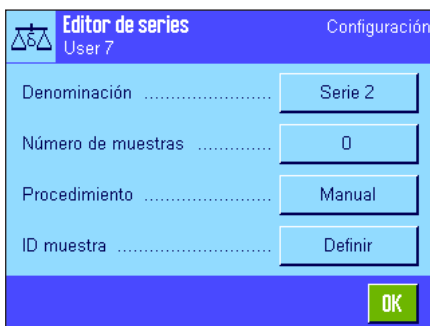 Editor de series
Configuración
User 7
Denominación ........................ Serie 2
Número de muestras .............. 0
Procedimiento ........................ Manual
ID muestra ............................. Definir
OK